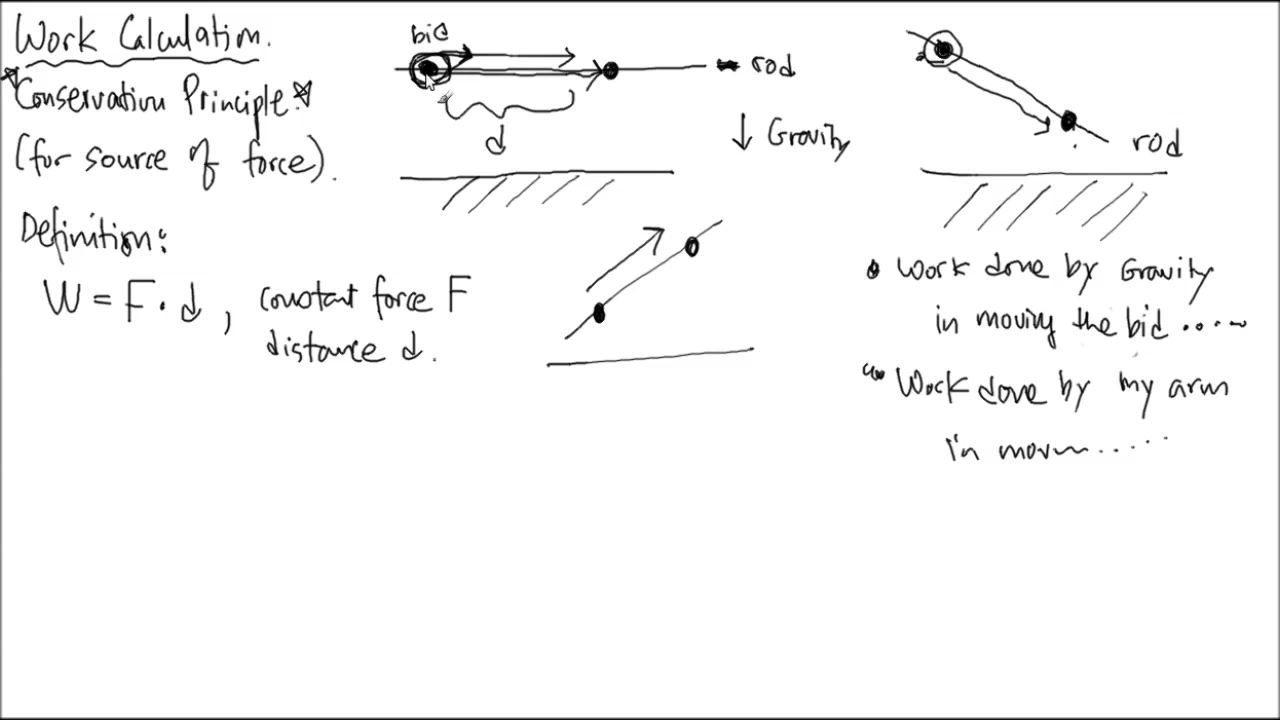 Work Calculation.
Conservation Principle
(for source of force).
Definition:
W = F · d, constant force F
distance d.
bid
rod
d
↓ Gravity
rod
Work done by Gravity
in moving the bid .....
Work done by my arm
in movin.....